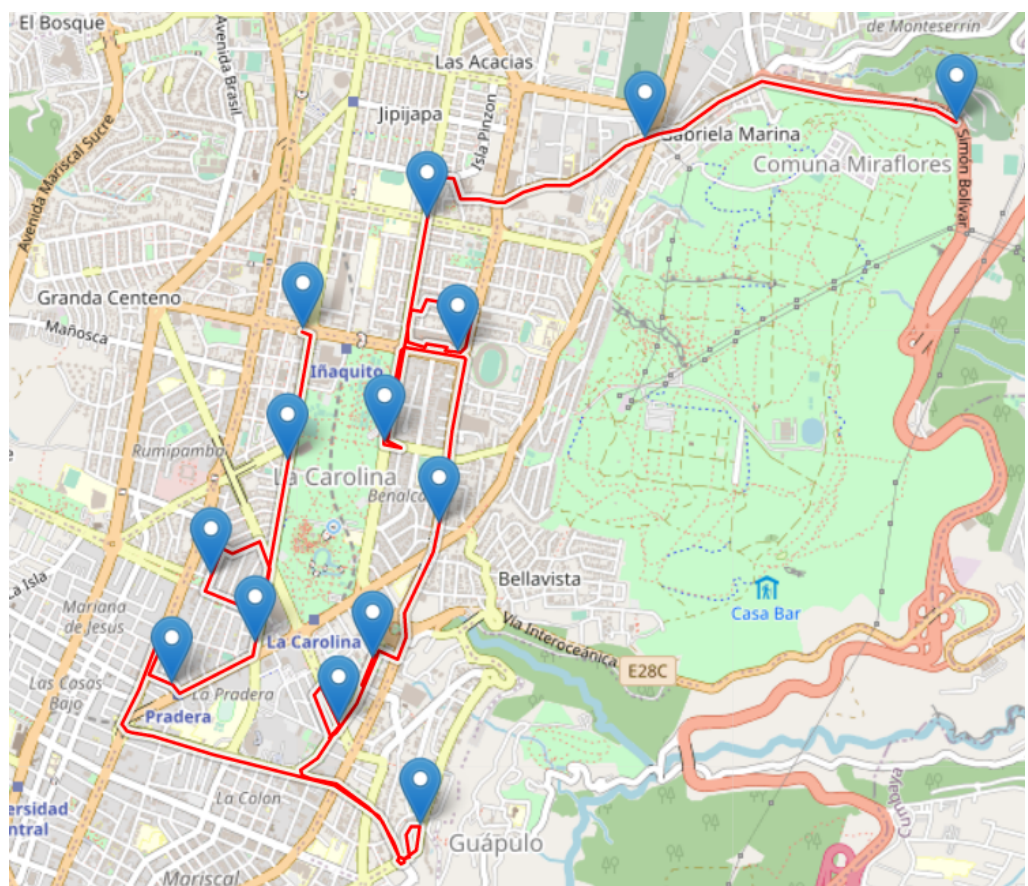 El Bosque
de Monteserrin
Las Acacias
Avenida Brasil
Avenida Mariscal Sucre
Jipijapa
Isla Pinzon
Gabriela Marina
Comuna Miraflores
Simón Bolívar
Granda Centeno
Mañosca
Iñaquito
Rumipamba
La Carolina
Benalc
La Isla
Bellavista
Mariana
de Jesus
Casa Bar
La Carolina
Vía Interoceánica
E28C
Las Casas
Bajo
La Pradera
Pradera
La Colon
ersidad
ntral
Guápulo
Cumbaya
Mariscal